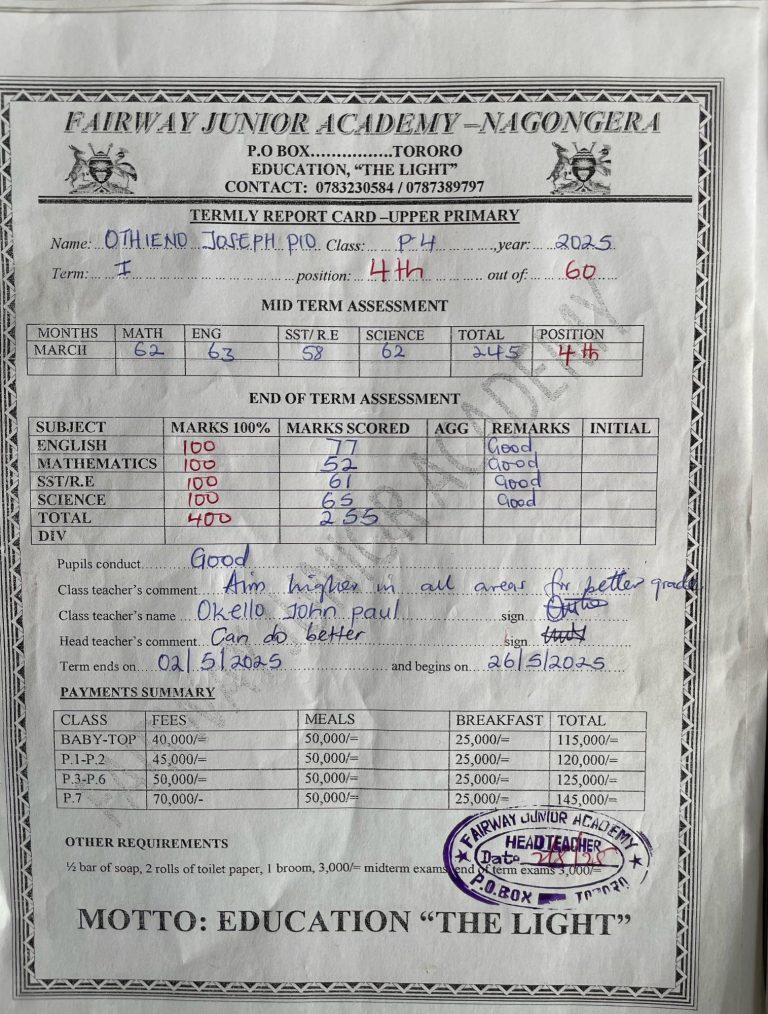 FAIRWAY JUNIOR ACADEMY –NAGONGERA
P.O BOX................TORORO
EDUCATION, “THE LIGHT”
CONTACT: 0783230584 / 0787389797
TERMLY REPORT CARD –UPPER PRIMARY
Name: OTHIENO JOSEPH PIO Class: P.4 year: 2025
Term: I position: 4th out of: 60
MID TERM ASSESSMENT
MONTHS MATH ENG SST/ R.E SCIENCE TOTAL POSITION
MARCH 62 63 58 62 245 4th
END OF TERM ASSESSMENT
SUBJECT MARKS 100% MARKS SCORED AGG REMARKS INITIAL
ENGLISH 100 77 Good
MATHEMATICS 100 52 Good
SST/R.E 100 61 Good
SCIENCE 100 65 Good
TOTAL 400 255
DIV
Pupils conduct Good
Class teacher’s comment Aim higher in all areas for better grade
Class teacher’s name Okello John paul sign
Head teacher’s comment Can do better sign
Term ends on 02/5/2025 and begins on 26/5/2025
PAYMENTS SUMMARY
CLASS FEES MEALS BREAKFAST TOTAL
BABY-TOP 40,000/= 50,000/= 25,000/= 115,000/=
P.1-P.2 45,000/= 50,000/= 25,000/= 120,000/=
P.3-P.6 50,000/= 50,000/= 25,000/= 125,000/=
P.7 70,000/- 50,000/= 25,000/= 145,000/=
FAIRWAY JUNIOR ACADEMY
HEADTEACHER
Date
P.O.BOX TORORO
OTHER REQUIREMENTS
½ bar of soap, 2 rolls of toilet paper, 1 broom, 3,000/= midterm exams end of term exams 3,000/=
MOTTO: EDUCATION “THE LIGHT”
FAIRWAY JUNIOR ACADEMY